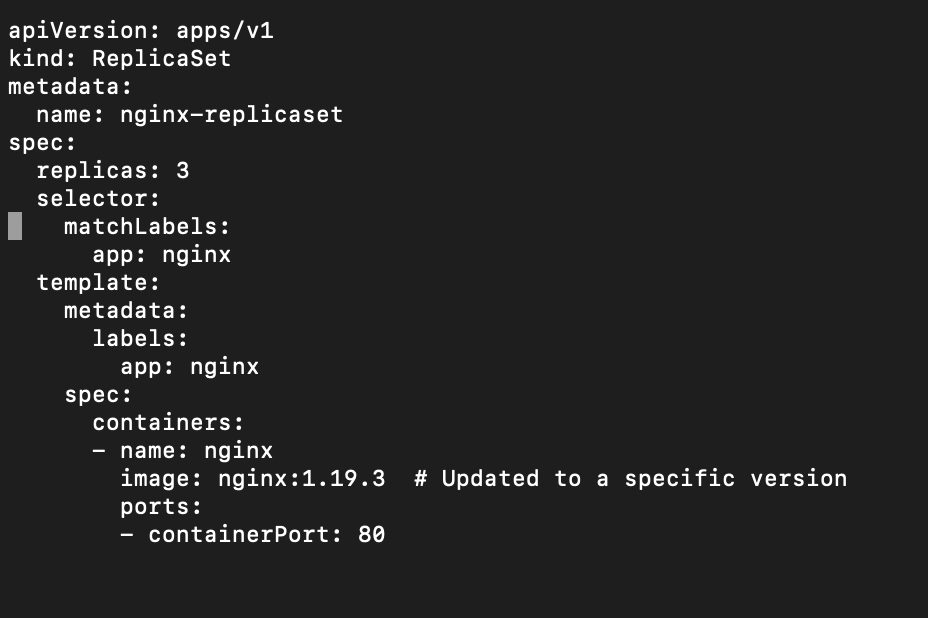 apiVersion: apps/v1
kind: ReplicaSet
metadata:
  name: nginx-replicaset
spec:
  replicas: 3
  selector:
    matchLabels:
      app: nginx
  template:
    metadata:
      labels:
        app: nginx
    spec:
      containers:
      - name: nginx
        image: nginx:1.19.3  # Updated to a specific version
        ports:
        - containerPort: 80